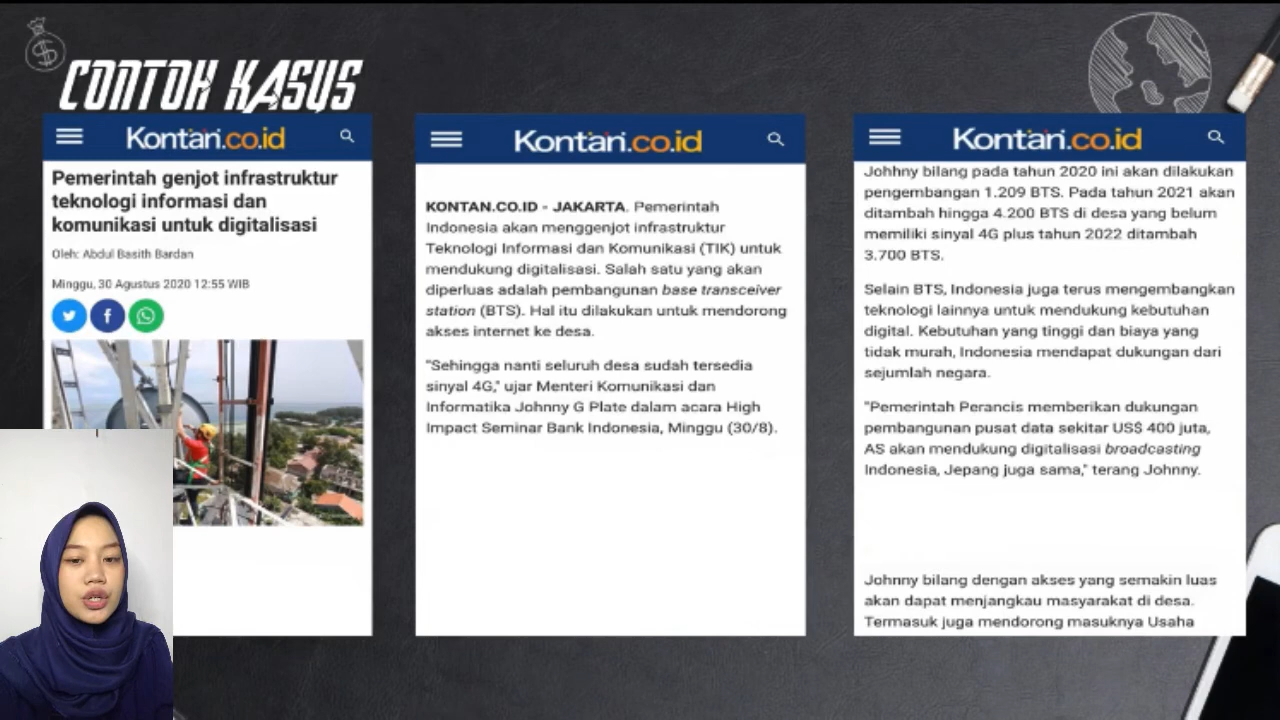 CONTOH KASUS
Kontan.co.id
Pemerintah genjot infrastruktur
teknologi informasi dan
komunikasi untuk digitalisasi
Oleh: Abdul Basith Bardan
Minggu, 30 Agustus 2020 12:55 WIB
Kontan.co.id
KONTAN.CO.ID - JAKARTA. Pemerintah
Indonesia akan menggenjot infrastruktur
Teknologi Informasi dan Komunikasi (TIK) untuk
mendukung digitalisasi. Salah satu yang akan
diperluas adalah pembangunan base transceiver
station (BTS). Hal itu dilakukan untuk mendorong
akses internet ke desa.
"Sehingga nanti seluruh desa sudah tersedia
sinyal 4G," ujar Menteri Komunikasi dan
Informatika Johnny G Plate dalam acara High
Impact Seminar Bank Indonesia, Minggu (30/8).
Kontan.co.id
Johhny bilang pada tahun 2020 ini akan dilakukan
pengembangan 1.209 BTS. Pada tahun 2021 akan
ditambah hingga 4.200 BTS di desa yang belum
memiliki sinyal 4G plus tahun 2022 ditambah
3.700 BTS.
Selain BTS, Indonesia juga terus mengembangkan
teknologi lainnya untuk mendukung kebutuhan
digital. Kebutuhan yang tinggi dan biaya yang
tidak murah, Indonesia mendapat dukungan dari
sejumlah negara.
"Pemerintah Perancis memberikan dukungan
pembangunan pusat data sekitar US$ 400 juta,
AS akan mendukung digitalisasi broadcasting
Indonesia, Jepang juga sama," terang Johnny.
Johnny bilang dengan akses yang semakin luas
akan dapat menjangkau masyarakat di desa.
Termasuk juga mendorong masuknya Usaha